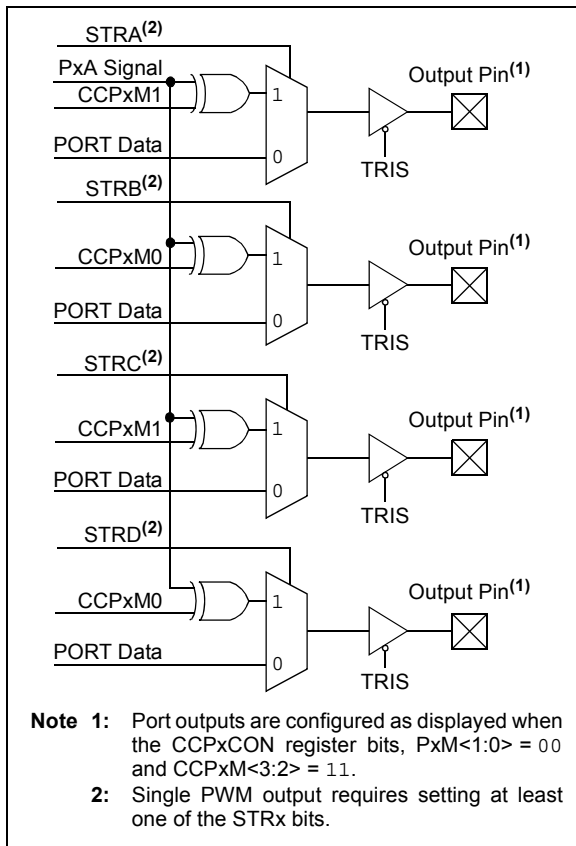 STRA(2)
PxA Signal
Output Pin(1)
CCPxM1
1
PORT Data
0
TRIS
STRB(2)
Output Pin(1)
CCPxM0
1
PORT Data
0
TRIS
STRC(2)
Output Pin(1)
CCPxM1
1
PORT Data
0
TRIS
STRD(2)
Output Pin(1)
CCPxM0
1
PORT Data
0
TRIS
Note 1: Port outputs are configured as displayed when
the CCPxCON register bits, PxM<1:0> = 00
and CCPxM<3:2> = 11.
2: Single PWM output requires setting at least
one of the STRx bits.